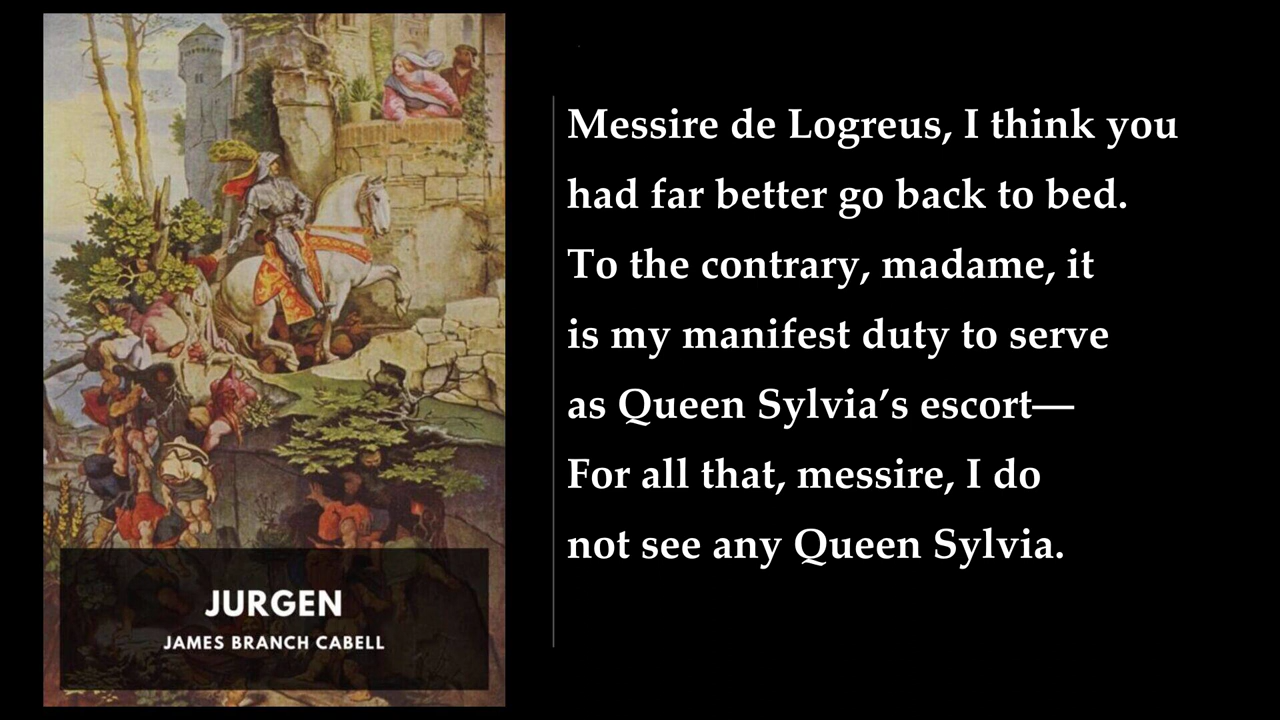 Messire de Logreus, I think you
had far better go back to bed.
To the contrary, madame, it
is my manifest duty to serve
as Queen Sylvia’s escort—
For all that, messire, I do
not see any Queen Sylvia.
JURGEN
JAMES BRANCH CABELL